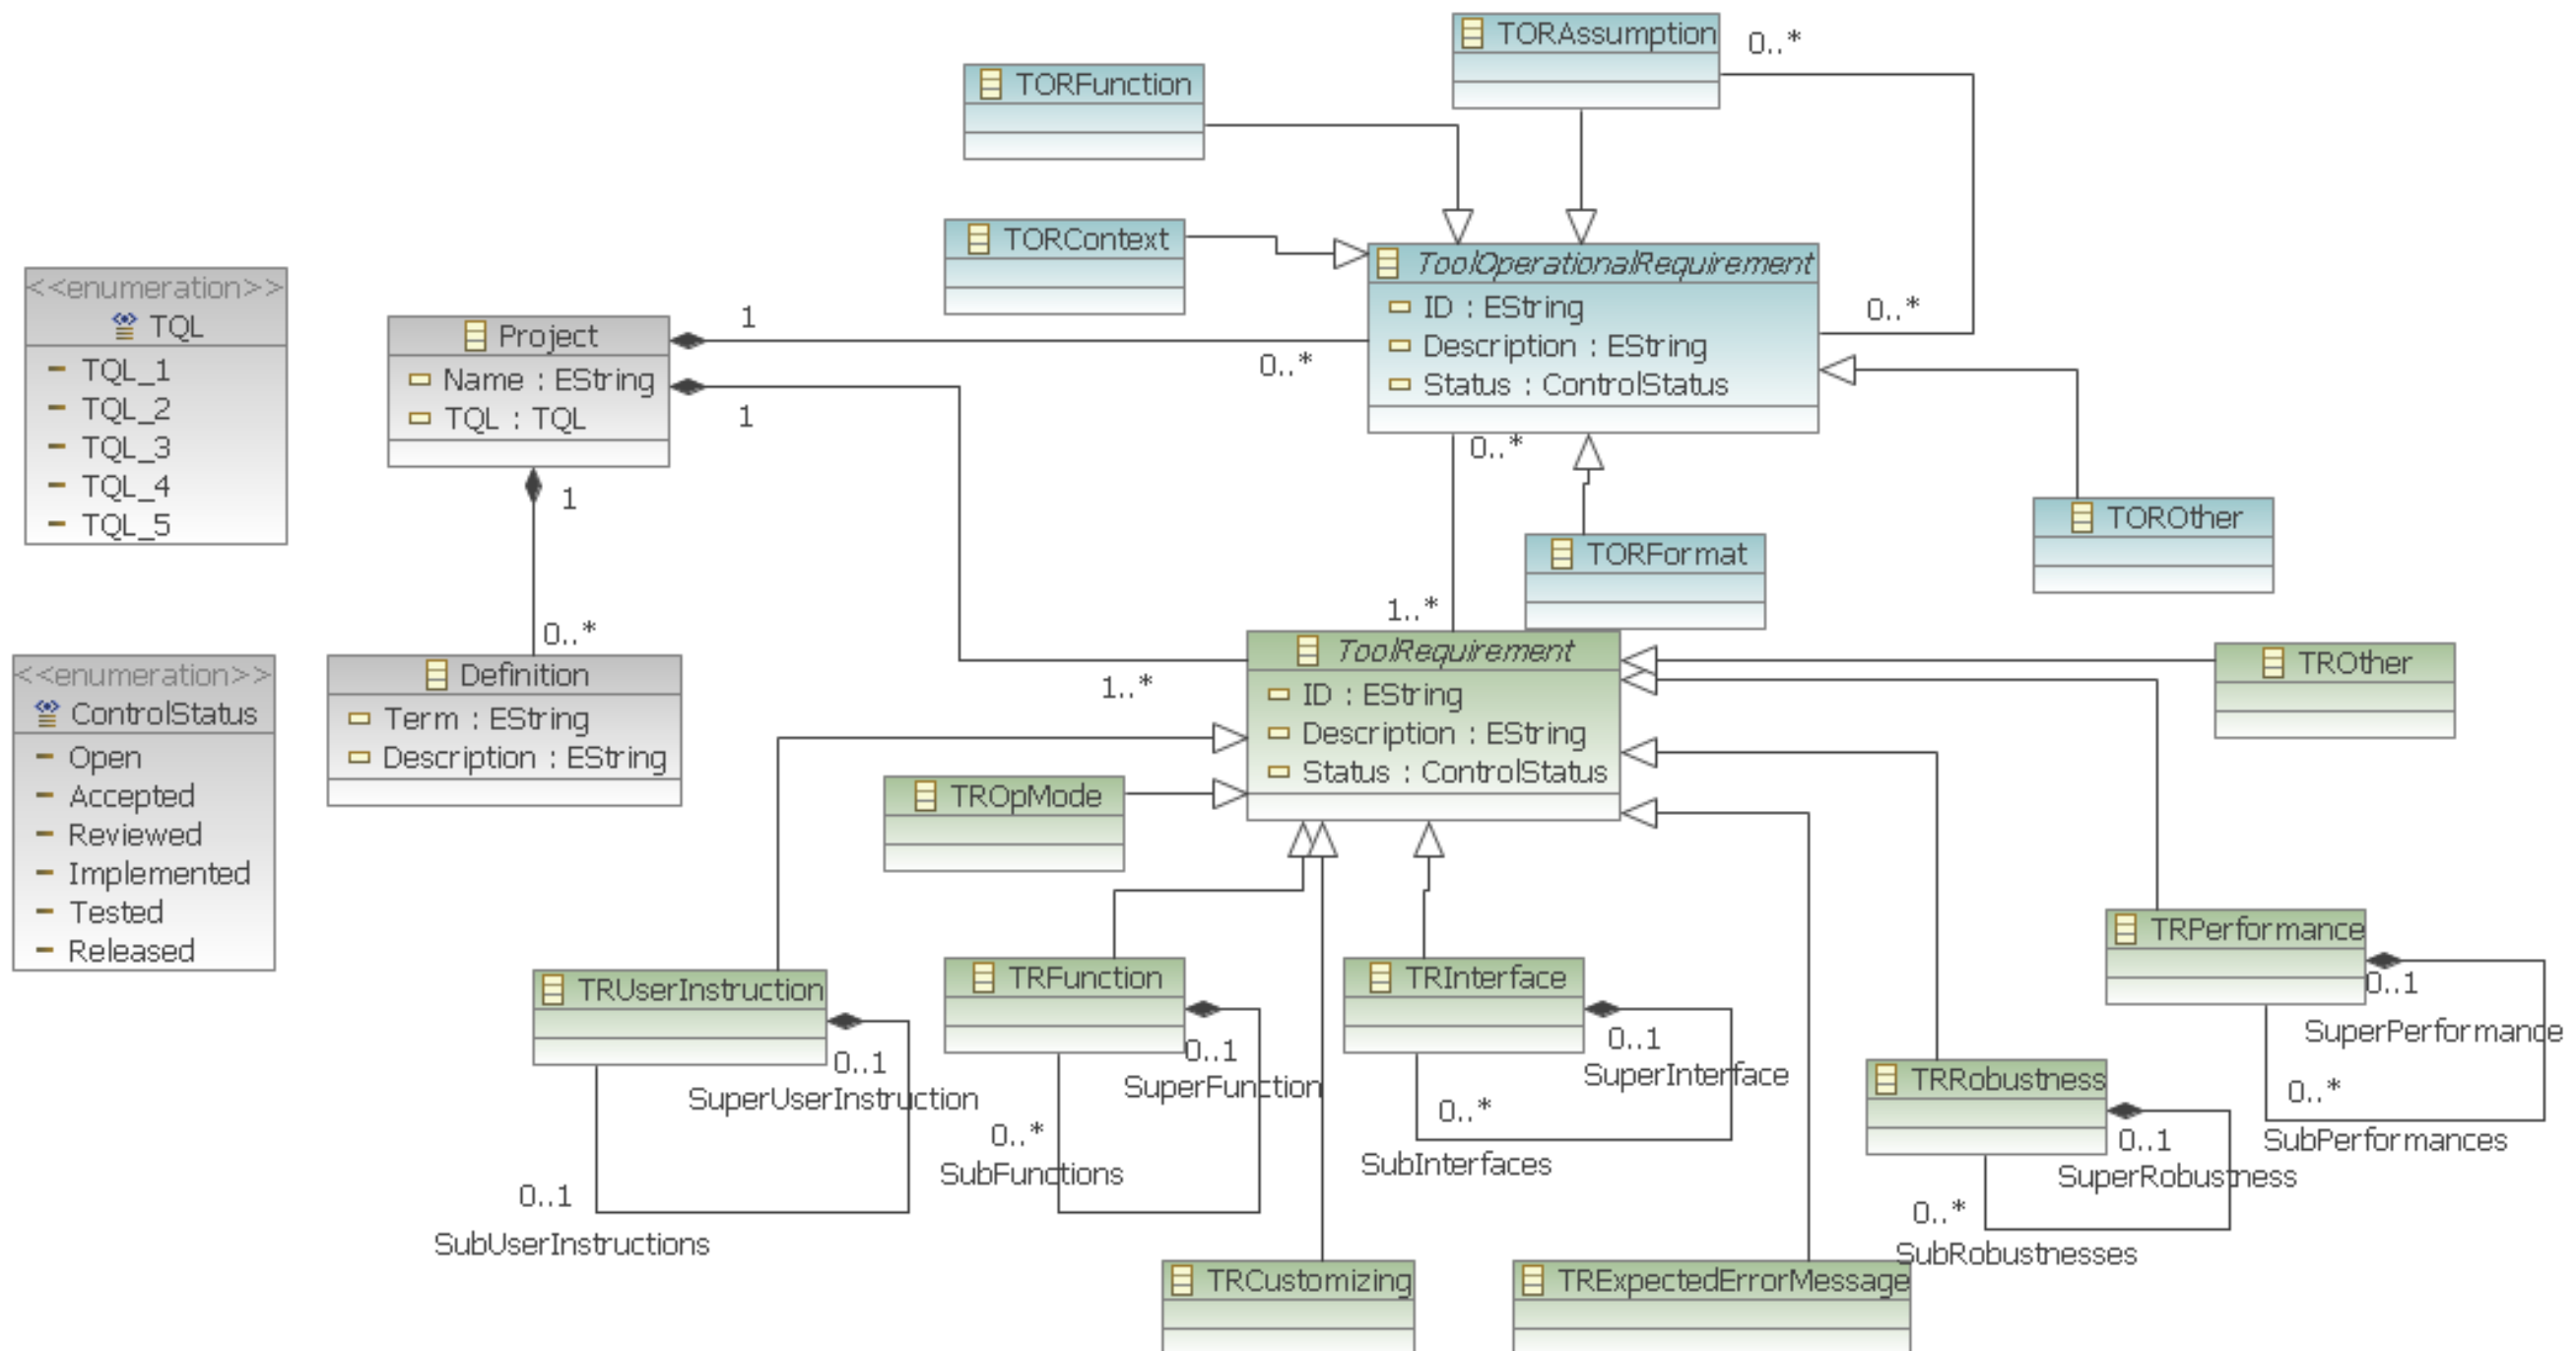 TORAssumption
0..*
TORFunction
TORContext
ToolOperationalRequirement
ID : EString
Description : EString
Status : ControlStatus
0..*
0..*
<<enumeration>>
TQL
TQL_1
TQL_2
TQL_3
TQL_4
TQL_5
Project
Name : EString
TQL : TQL
1
0..*
1
1
0..*
TORFormat
TOROther
1..*
1..*
<<enumeration>>
ControlStatus
Open
Accepted
Reviewed
Implemented
Tested
Released
0..*
Definition
Term : EString
Description : EString
ToolRequirement
ID : EString
Description : EString
Status : ControlStatus
TROther
TROpMode
TRUserInstruction
0..1
SuperUserInstruction
0..1
SubUserInstructions
TRFunction
0..1
SuperFunction
0..*
SubFunctions
TRInterface
0..1
SuperInterface
0..*
SubInterfaces
TRPerformance
0..1
SuperPerformance
0..*
SubPerformances
TRRobustness
0..1
SuperRobustness
0..*
SubRobustnesses
TRCustomizing
TRExpectedErrorMessage